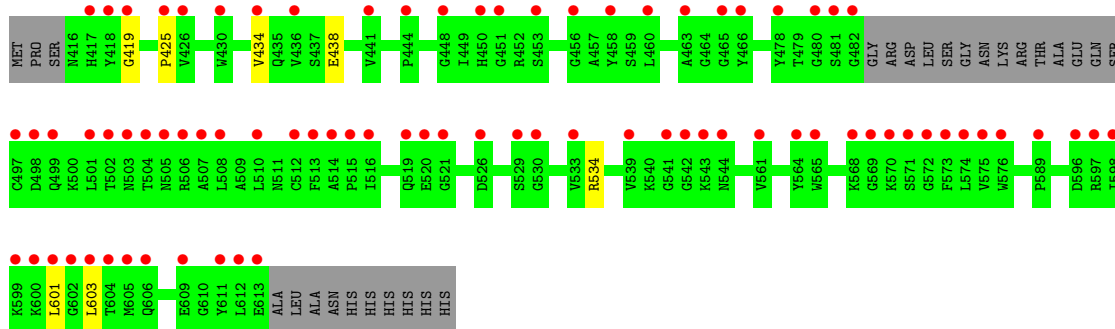 MET PRO SER N416 H417 Y418 G419 P425 V426 W430 V434 Q435 V436 S437 E438 V441 P444 G448 I449 H450 G451 R452 S453 G456 A457 Y458 S459 L460 A463 G464 G465 Y466 Y478 T479 G480 S481 G482 GLY ARG ASP LEU SER GLY ASN LYS ARG THR ALA GLU GLN SER
C497 D498 Q499 K500 L501 T502 N503 T504 N505 R506 A507 L508 A509 L510 N511 C512 F513 A514 P515 I516 Q519 E520 G521 D526 S529 G530 V533 R534 V539 K540 G541 G542 K543 N544 V561 Y564 W565 K568 G569 K570 S571 G572 F573 L574 V575 W576 P589 D596 R597 I598
K599 K600 L601 G602 L603 T604 M605 Q606 E609 G610 Y611 L612 E613 ALA LEU ALA ASN HIS HIS HIS HIS HIS HIS